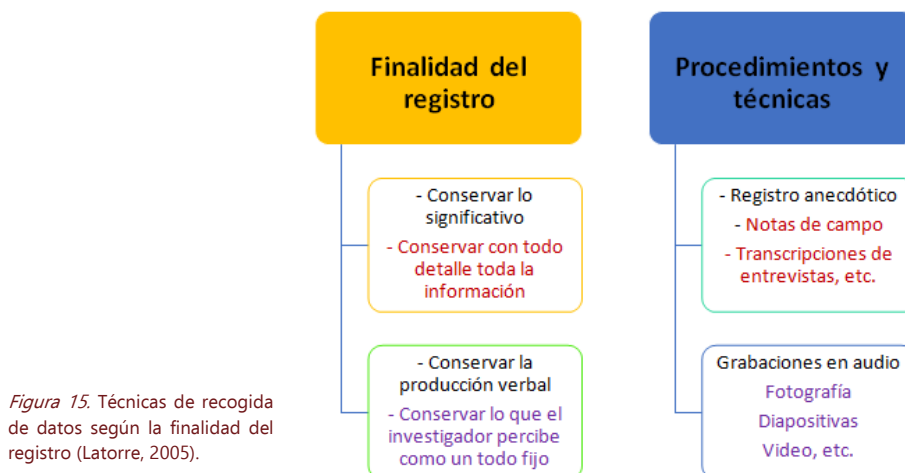 Finalidad del
registro
- Conservar lo
significativo
- Conservar con todo
detalle toda la
información
- Conservar la
producción verbal
- Conservar lo que el
investigador percibe
como un todo fijo
Procedimientos y
técnicas
- Registro anecdótico
- Notas de campo
- Transcripciones de
entrevistas, etc.
Grabaciones en audio
Fotografía
Diapositivas
Video, etc.
Figura 15. Técnicas de recogida
de datos según la finalidad del
registro (Latorre, 2005).